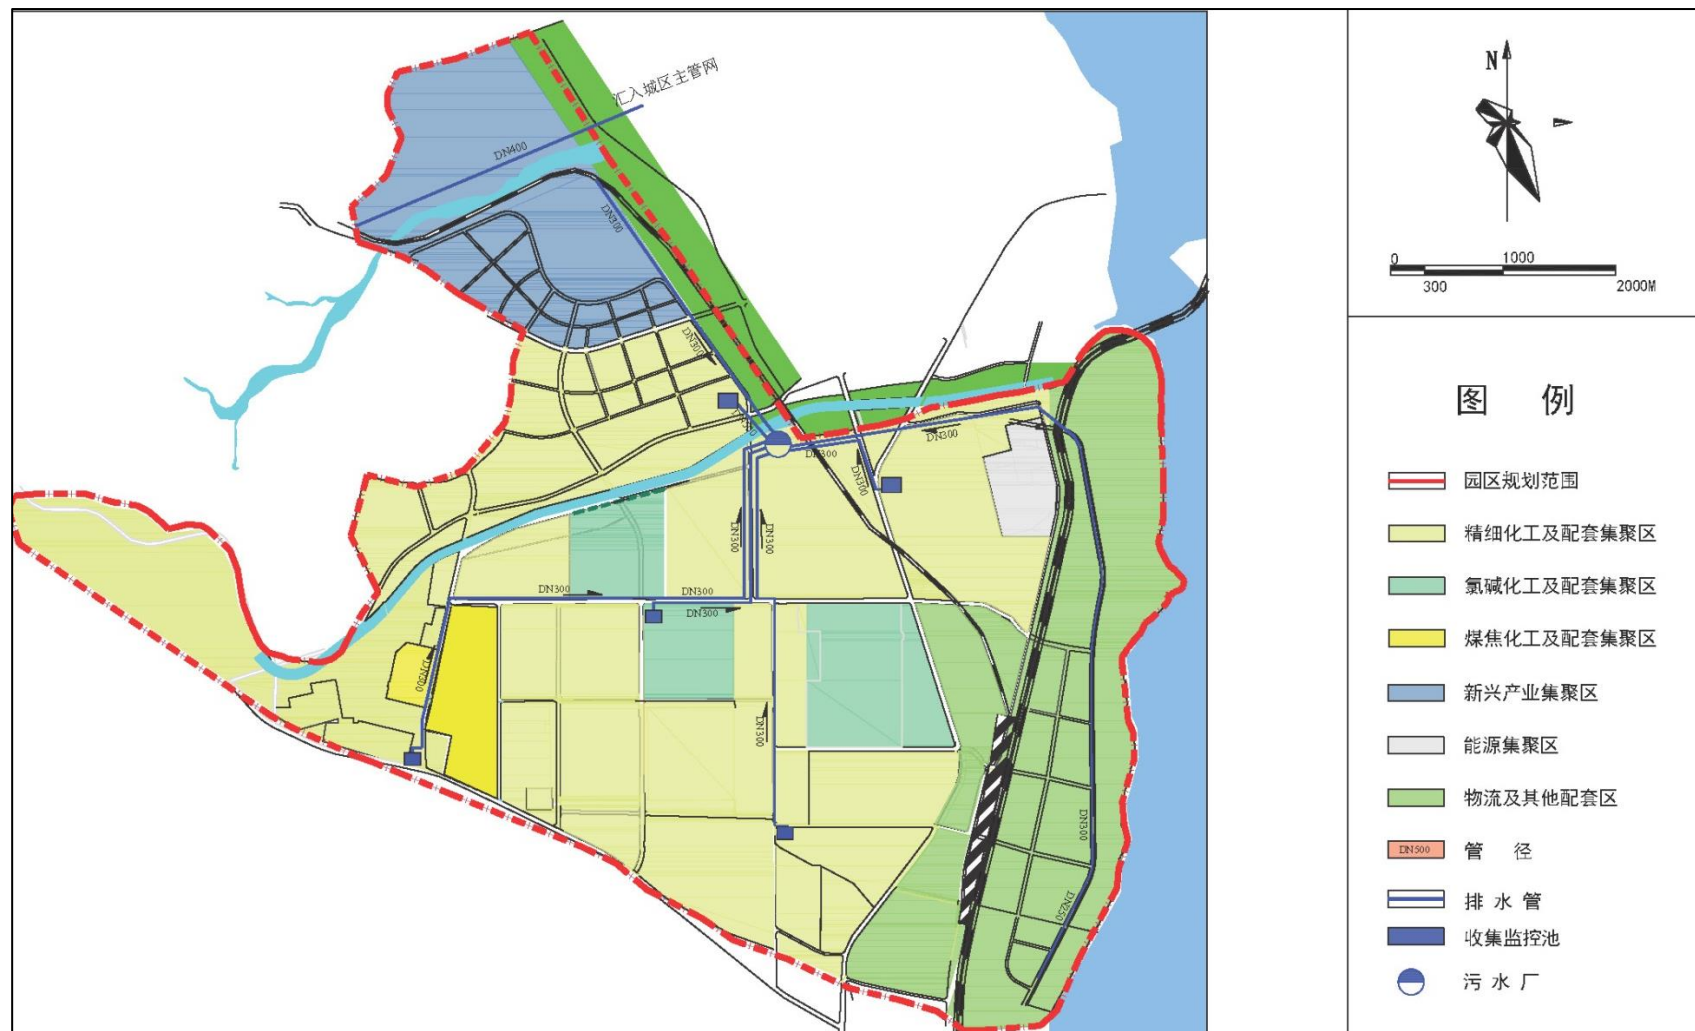 汇入城区主管网
DN400
DN300
DN300
DN300
DN300
DN300
DN300
DN300
DN300
DN300
DN300
DN300
DN300
DN250
N
0
1000
300
2000M
图 例
园区规划范围
精细化工及配套集聚区
氯碱化工及配套集聚区
煤焦化工及配套集聚区
新兴产业集聚区
能源集聚区
物流及其他配套区
DN500 管 径
排 水 管
收集监控池
污 水 厂